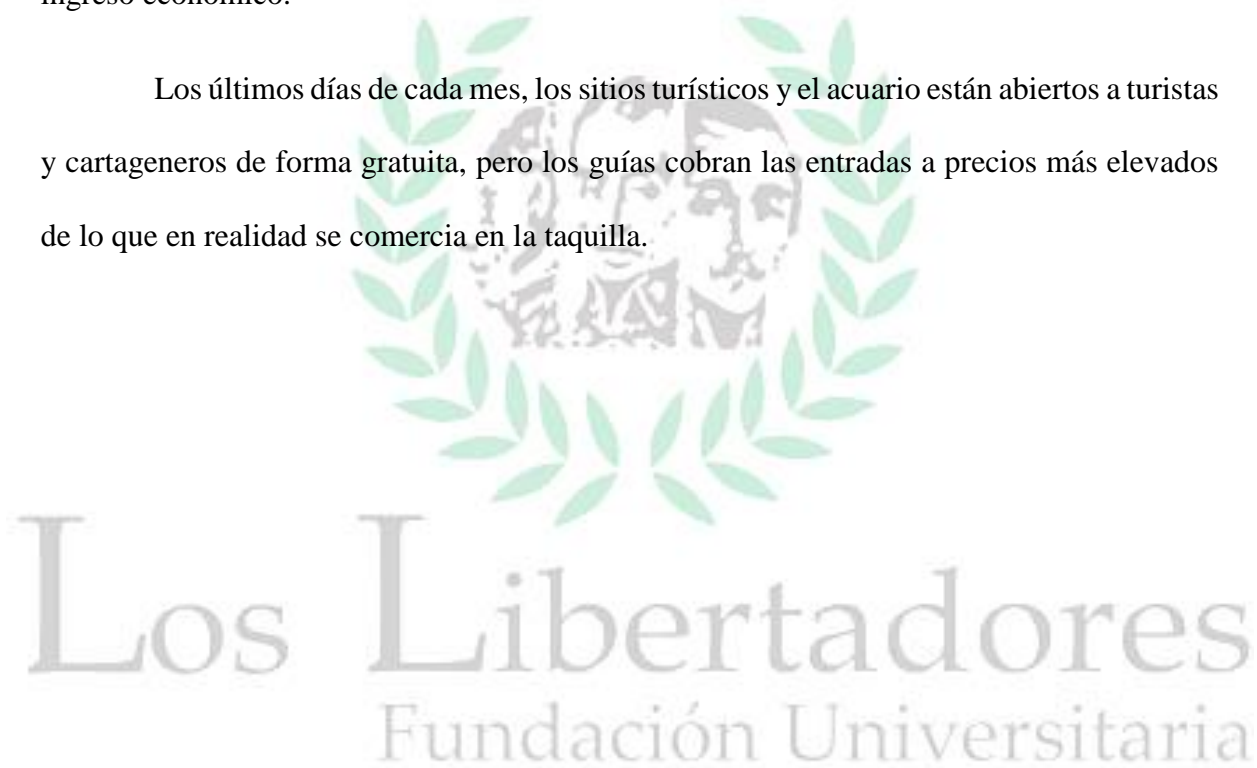 ingreso económico.
Los últimos días de cada mes, los sitios turísticos y el acuario están abiertos a turistas
y cartageneros de forma gratuita, pero los guías cobran las entradas a precios más elevados
de lo que en realidad se comercia en la taquilla.
Los Libertadores
Fundación Universitaria